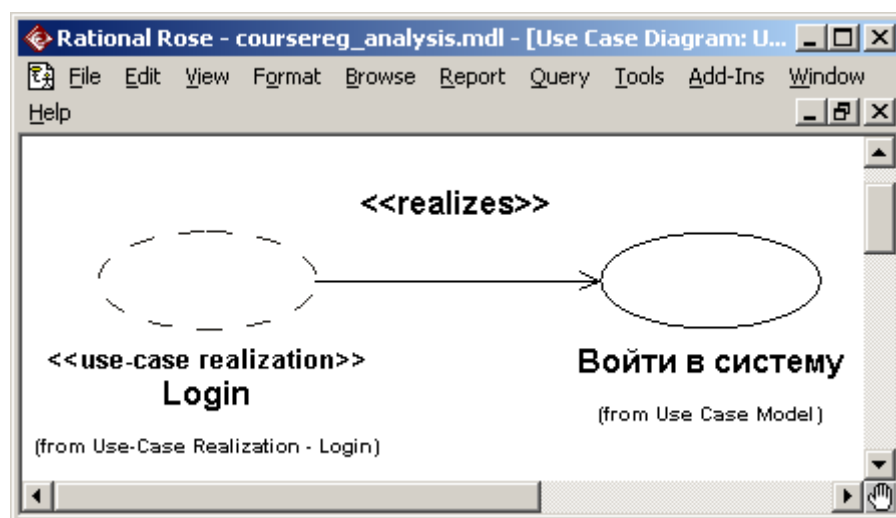 Rational Rose - coursereg_analysis.mdl - [Use Case Diagram: U...
File Edit View Format Browse Report Query Tools Add-Ins Window
Help
<<realizes>>
<<use-case realization>>
Login
(from Use-Case Realization - Login)
Войти в систему
(from Use Case Model)